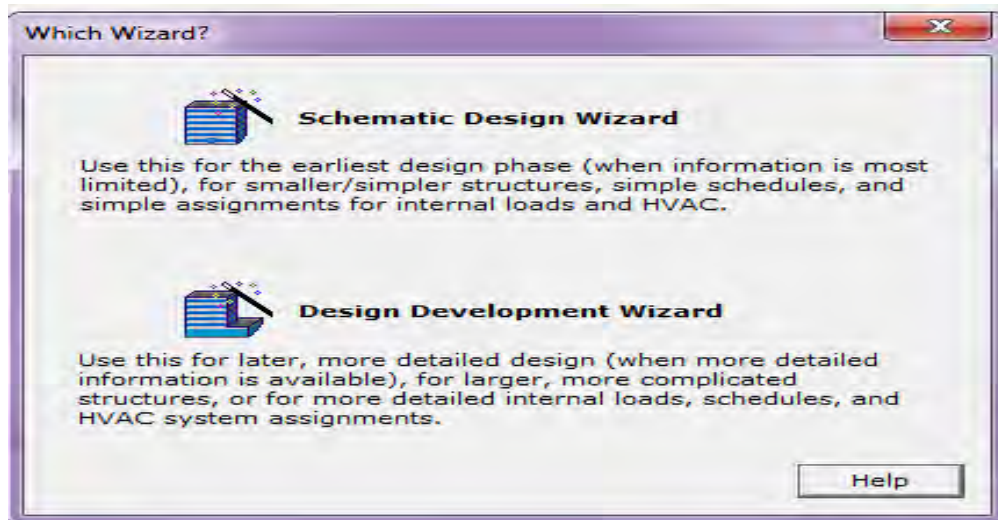 Which Wizard?
Schematic Design Wizard
Use this for the earliest design phase (when information is most
limited), for smaller/simpler structures, simple schedules, and
simple assignments for internal loads and HVAC.
Design Development Wizard
Use this for later, more detailed design (when more detailed
information is available), for larger, more complicated
structures, or for more detailed internal loads, schedules, and
HVAC system assignments.
Help